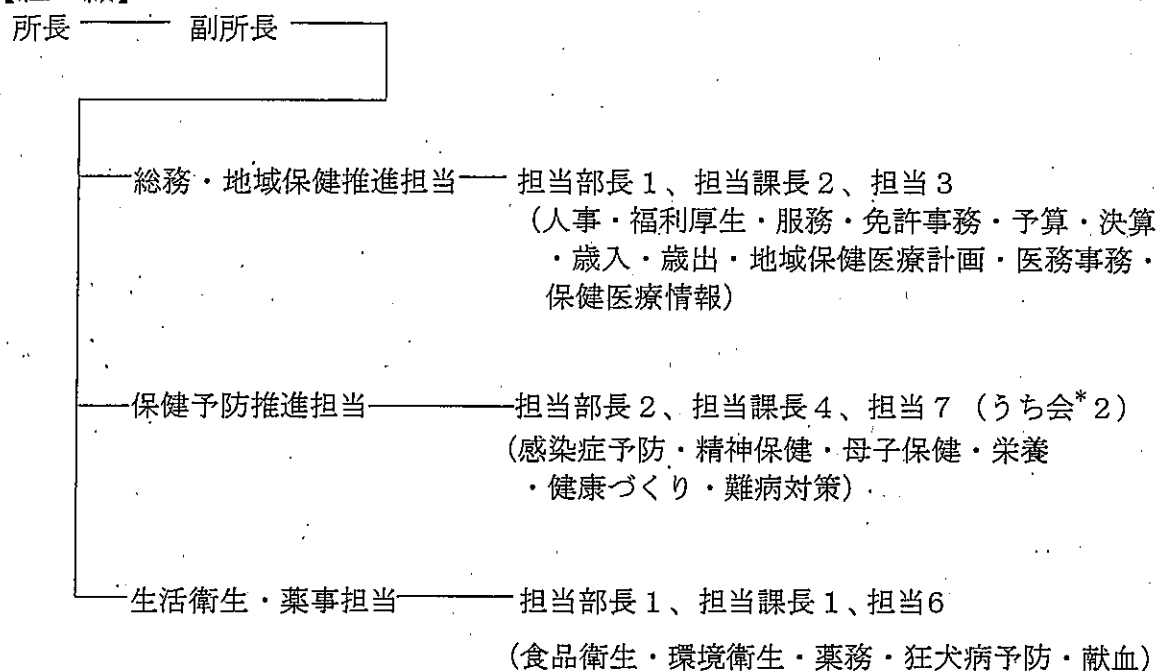 所長 副所長
総務・地域保健推進担当 担当部長1、担当課長2、担当3
(人事・福利厚生・服務・免許事務・予算・決算
・歳入・歳出・地域保健医療計画・医務事務・
保健医療情報)
保健予防推進担当 担当部長2、担当課長4、担当7(うち会*2)
(感染症予防・精神保健・母子保健・栄養
・健康づくり・難病対策)
生活衛生・薬事担当 担当部長1、担当課長1、担当6
(食品衛生・環境衛生・薬務・狂犬病予防・献血)